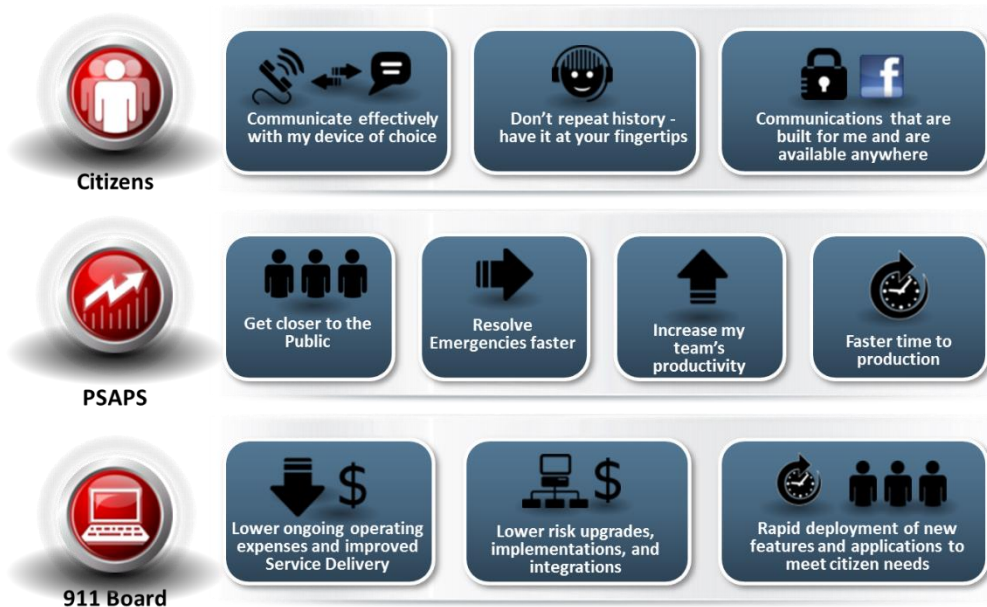 Communicate effectively
with my device of choice
Don't repeat history -
have it at your fingertips
f
Communications that are
built for me and are
available anywhere
Citizens
Get closer to the
Public
Resolve
Emergencies faster
Increase my
team's
productivity
Faster time to
production
PSAPS
$
Lower ongoing operating
expenses and improved
Service Delivery
$
Lower risk upgrades,
implementations, and
integrations
Rapid deployment of new
features and applications to
meet citizen needs
911 Board